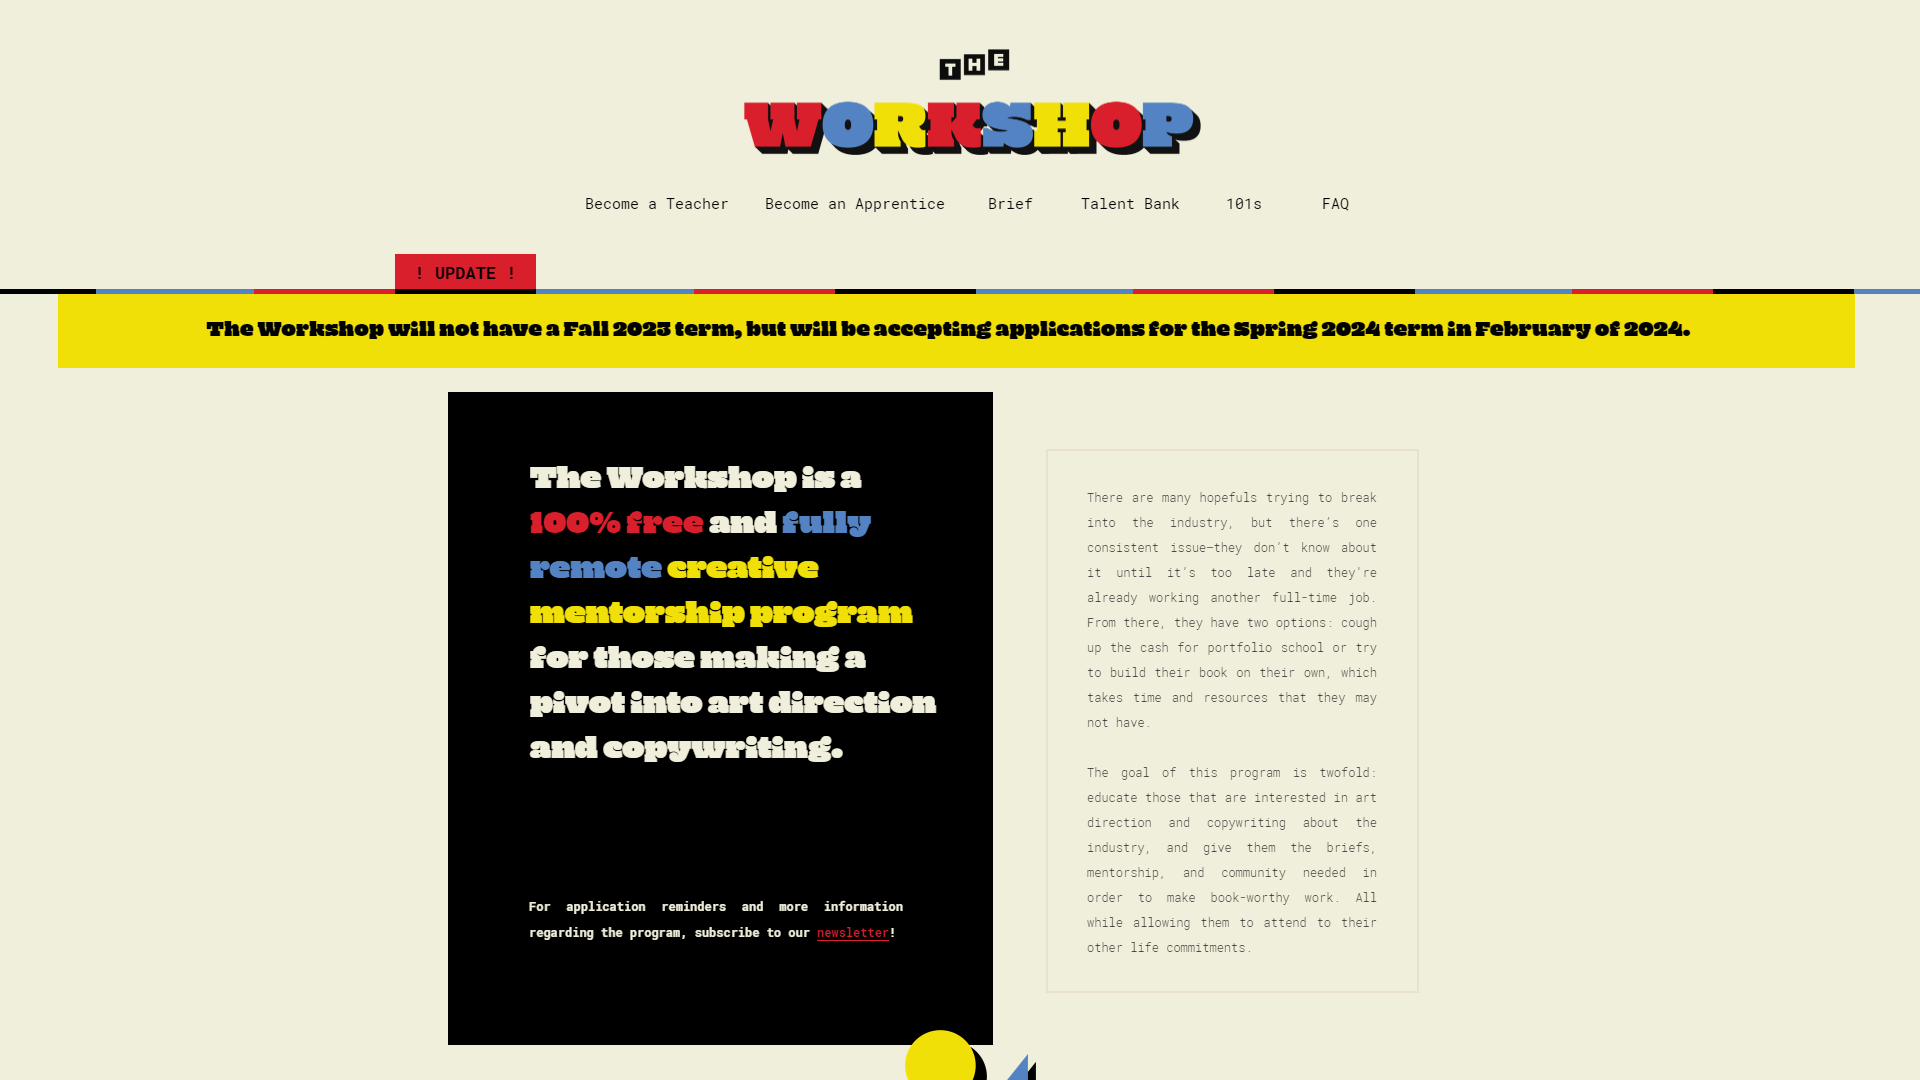 THE
WORKSHOP
Become a Teacher Become an Apprentice Brief Talent Bank 101s FAQ
! UPDATE !
The Workshop will not have a Fall 2023 term, but will be accepting applications for the Spring 2024 term in February of 2024.
The Workshop is a
100% free and fully
remote creative
mentorship program
for those making a
pivot into art direction
and copywriting.
For application reminders and more information
regarding the program, subscribe to our newsletter!
There are many hopefuls trying to break
into the industry, but there's one
consistent issue—they don't know about
it until it's too late and they're
already working another full-time job.
From there, they have two options: cough
up the cash for portfolio school or try
to build their book on their own, which
takes time and resources that they may
not have.
The goal of this program is twofold:
educate those that are interested in art
direction and copywriting about the
industry, and give them the briefs,
mentorship, and community needed in
order to make book-worthy work. All
while allowing them to attend to their
other life commitments.